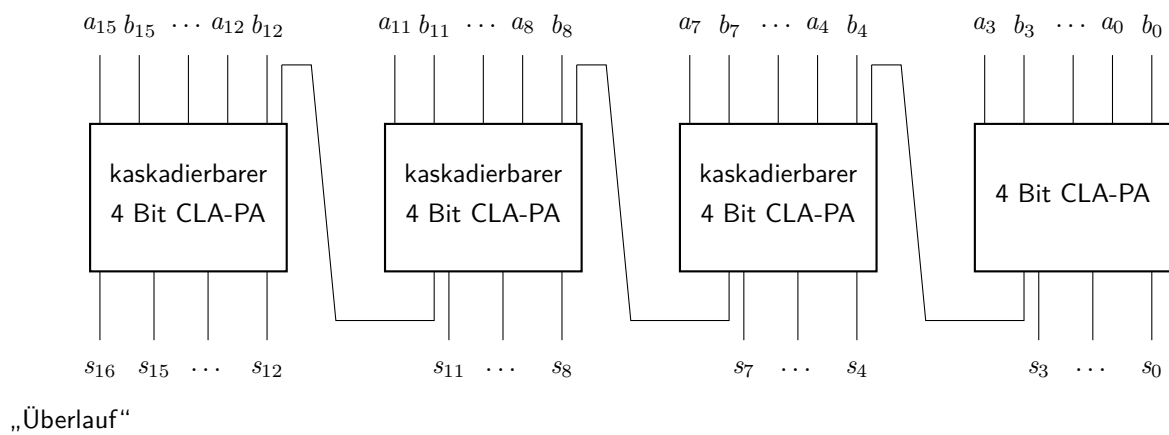 a₁₅ b₁₅ ⋯ a₁₂ b₁₂ a₁₁ b₁₁ ⋯ a₈ b₈ a₇ b₇ ⋯ a₄ b₄ a₃ b₃ ⋯ a₀ b₀
kaskadierbarer
4 Bit CLA-PA
kaskadierbarer
4 Bit CLA-PA
kaskadierbarer
4 Bit CLA-PA
4 Bit CLA-PA
s₁₆ s₁₅ ⋯ s₁₂ s₁₁ ⋯ s₈ s₇ ⋯ s₄ s₃ ⋯ s₀
„Überlauf“